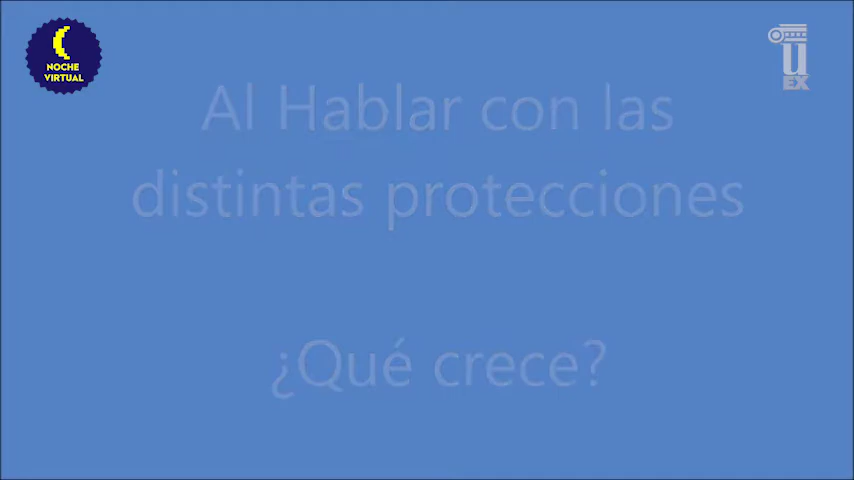 NOCHE
VIRTUAL
UEX
Al Hablar con las
distintas protecciones
¿Qué crece?